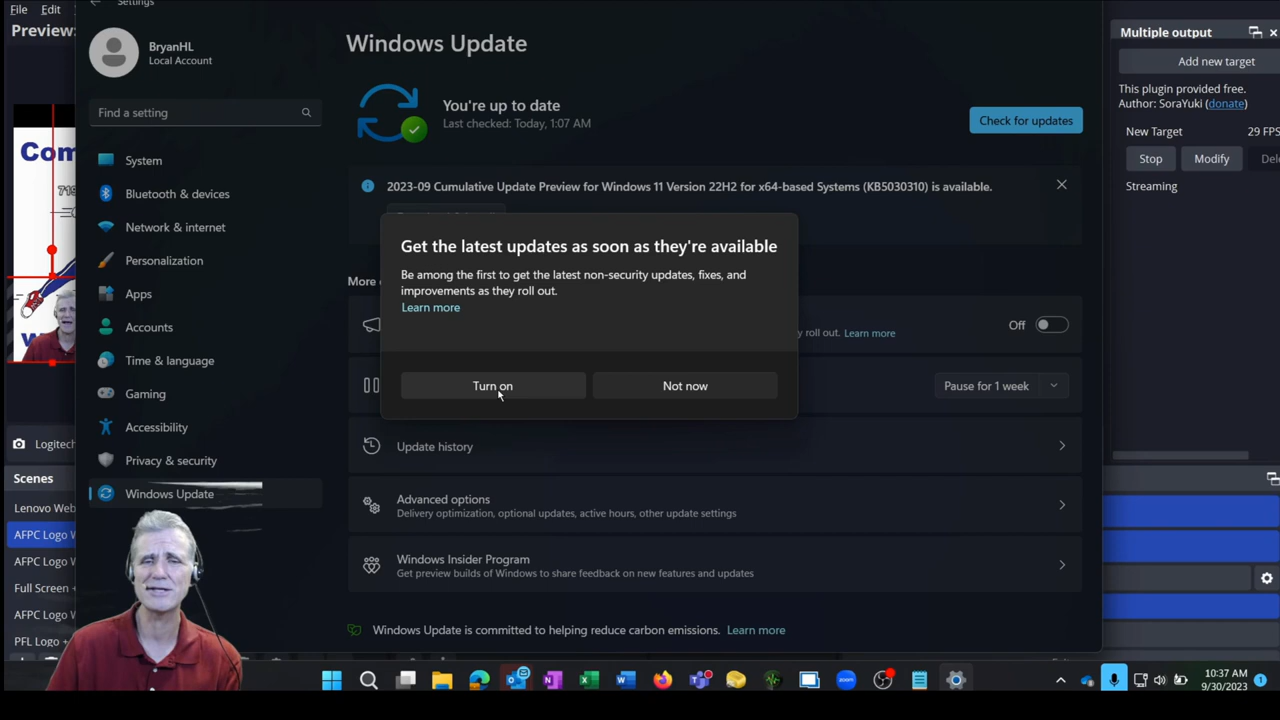 File Edit
Preview:
Settings
BryanHL
Local Account
Find a setting
System
Bluetooth & devices
Network & internet
Personalization
Apps
Accounts
Time & language
Gaming
Accessibility
Privacy & security
Windows Update
Windows Update
You're up to date
Last checked: Today, 1:07 AM
Check for updates
2023-09 Cumulative Update Preview for Windows 11 Version 22H2 for x64-based Systems (KB5030310) is available.
Get the latest updates as soon as they're available
Be among the first to get the latest non-security updates, fixes, and
improvements as they roll out.
Learn more
Turn on
Not now
More
y roll out. Learn more
Off
Pause for 1 week
Update history
Advanced options
Delivery optimization, optional updates, active hours, other update settings
Windows Insider Program
Get preview builds of Windows to share feedback on new features and updates
Windows Update is committed to helping reduce carbon emissions. Learn more
Multiple output
Add new target
This plugin provided free.
Author: SoraYuki (donate)
New Target
29 FPS
Stop
Modify
Del
Streaming
Com
719
Logitech
Scenes
Lenovo Web
AFPC Logo W
AFPC Logo W
Full Screen +
AFPC Logo W
PFL Logo +
zoom
10:37 AM
9/30/2023
1